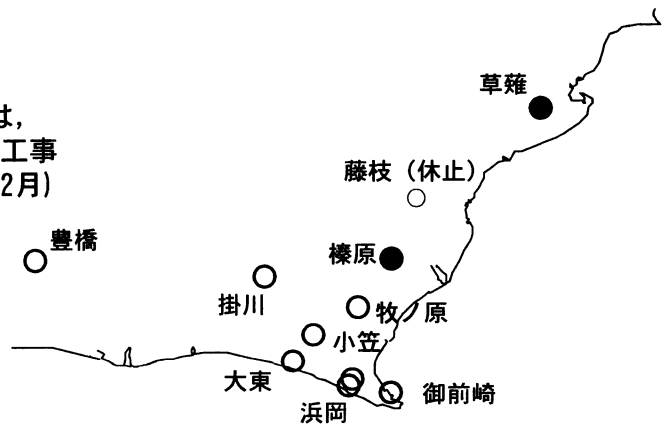 草薙
は,
工事
2月)
藤枝（休止）
豊橋
榛原
掛川
牧ノ原
小笠
大東
御前崎
浜岡